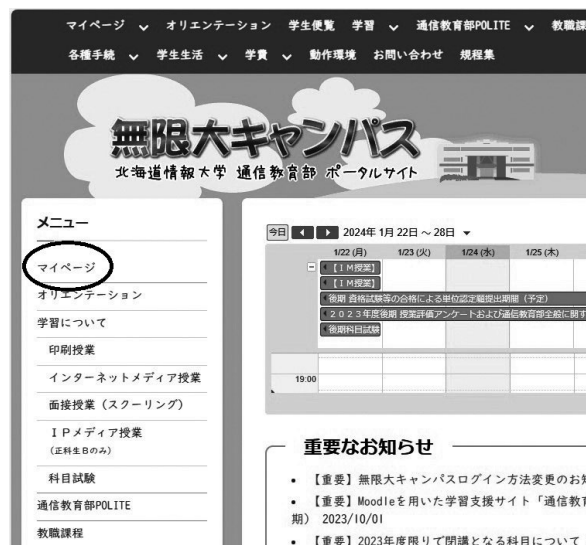 マイページ オリエンテーション 学生便覧 学習 通信教育部POLITE 教職課
各種手続 学生生活 学費 動作環境 お問い合わせ 規程集
無限大キャンパス
北海道情報大学 通信教育部 ポータルサイト
メニュー
マイページ
オリエンテーション
学習について
印刷授業
インターネットメディア授業
面接授業（スクーリング）
ＩＰメディア授業
（正科生Bのみ）
科目試験
通信教育部POLITE
教職課程
今日 2024年 1月 22日 ～ 28日
1/22 (月) 1/23 (火) 1/24 (水) 1/25 (木)
【ＩＭ授業】
【ＩＭ授業】
後期 資格試験等の合格による単位認定願提出期間（予定）
２０２３年度後期 授業評価アンケートおよび通信教育部全般に関す
後期科目試験
19:00
重要なお知らせ
• 【重要】無限大キャンパスログイン方法変更のお知
• 【重要】Moodleを用いた学習支援サイト「通信教育
期） 2023/10/01
• 【重要】2023年度限りで閉講となる科目について